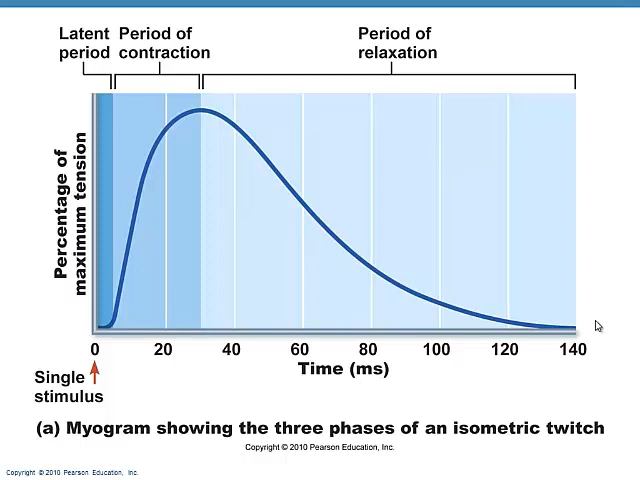 Latent Period of
period contraction
Period of
relaxation
Percentage of
maximum tension
0 20 40 60 80 100 120 140
Time (ms)
Single
stimulus
(a) Myogram showing the three phases of an isometric twitch
Copyright © 2010 Pearson Education, Inc.
Copyright © 2010 Pearson Education, Inc.